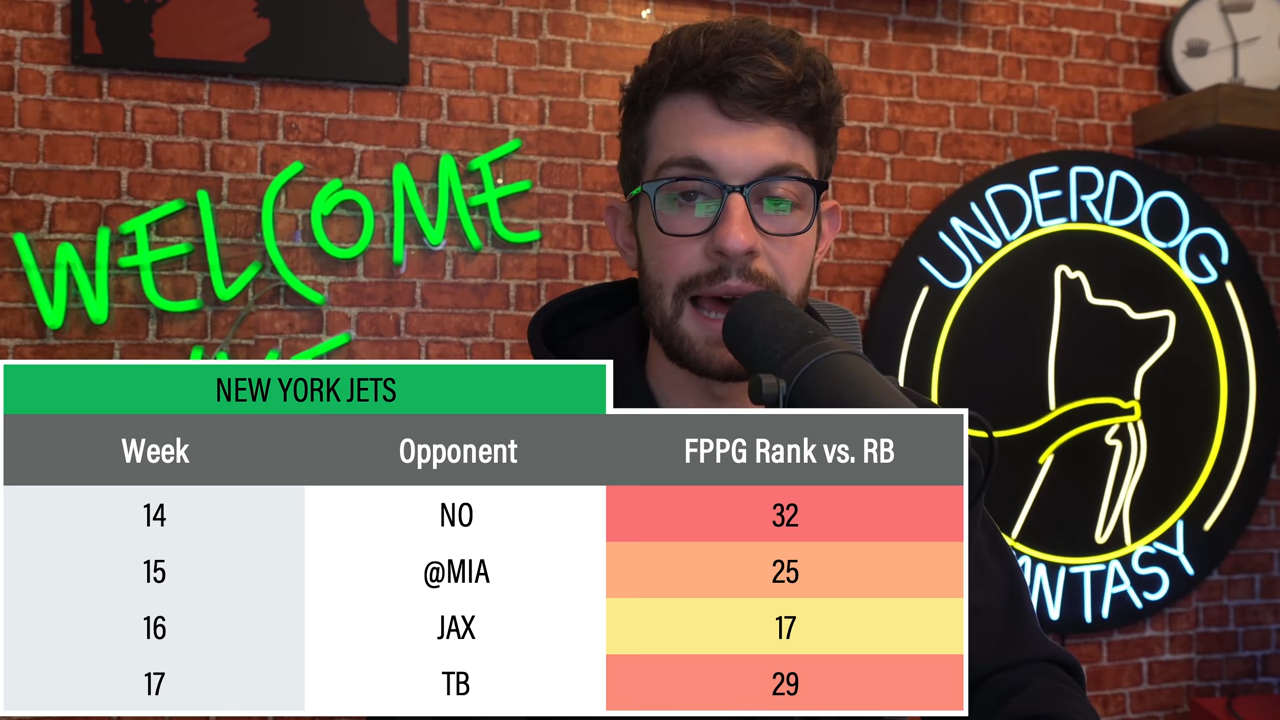 WELCOME
UNDERDOG
FANTASY
NEW YORK JETS
Week Opponent FPPG Rank vs. RB
14 NO 32
15 @MIA 25
16 JAX 17
17 TB 29